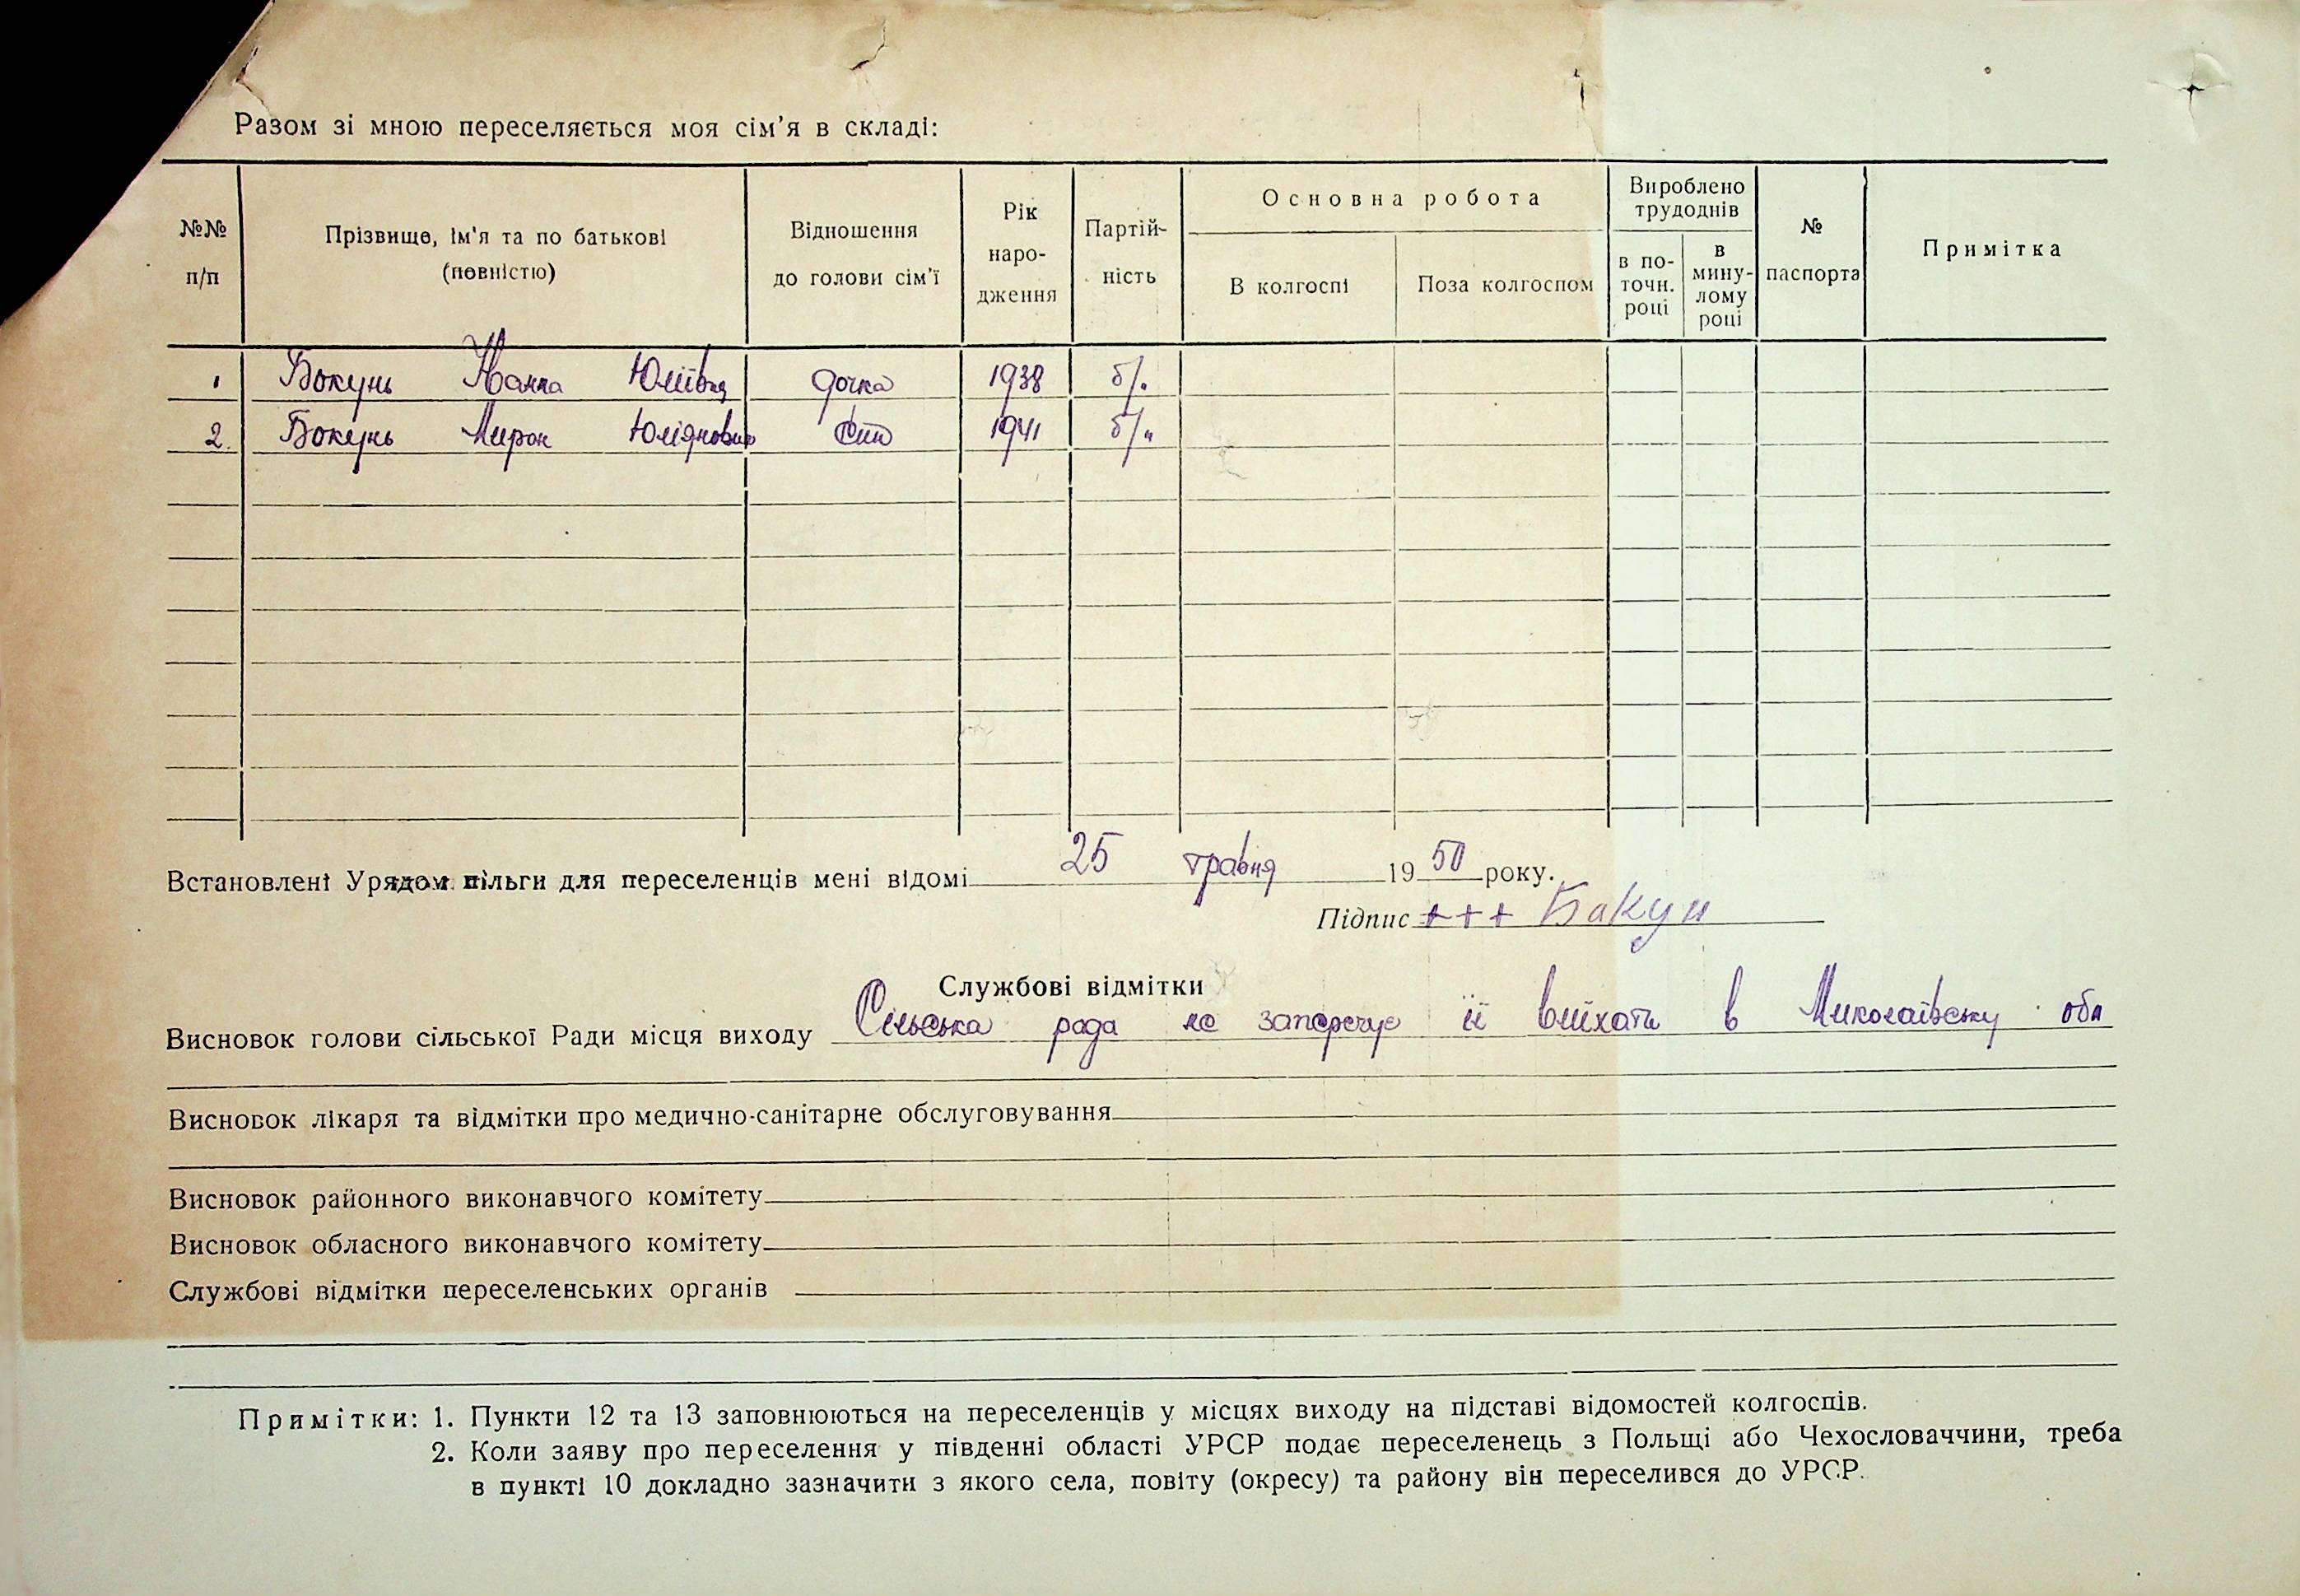 Разом зі мною переселяється моя сім'я в складі:
№№ п/п
Прізвище, ім'я та по батькові (повністю)
Відношення до голови сім'ї
Рік народження
Партійність
Основна робота
В колгоспі
Поза колгоспом
Вироблено трудоднів
в поточн. році
в минулому році
№ паспорта
Примітка
1 Бокунь Іванна Юліївна дочка 1938 б/п
2. Бокунь Мирон Юліянович син 1941 б/п
Встановлені Урядом пільги для переселенців мені відомі 25 травня 1950 року.
Підпис + + + Бакун
Службові відмітки
Висновок голови сільської Ради місця виходу Сільська рада не заперечує її виїхати в Миколаївську обл
Висновок лікаря та відмітки про медично-санітарне обслуговування
Висновок районного виконавчого комітету
Висновок обласного виконавчого комітету
Службові відмітки переселенських органів
Примітки: 1. Пункти 12 та 13 заповнюються на переселенців у місцях виходу на підставі відомостей колгоспів.
2. Коли заяву про переселення у південні області УРСР подає переселенець з Польщі або Чехословаччини, треба
в пункті 10 докладно зазначити з якого села, повіту (окресу) та району він переселився до УРСР.